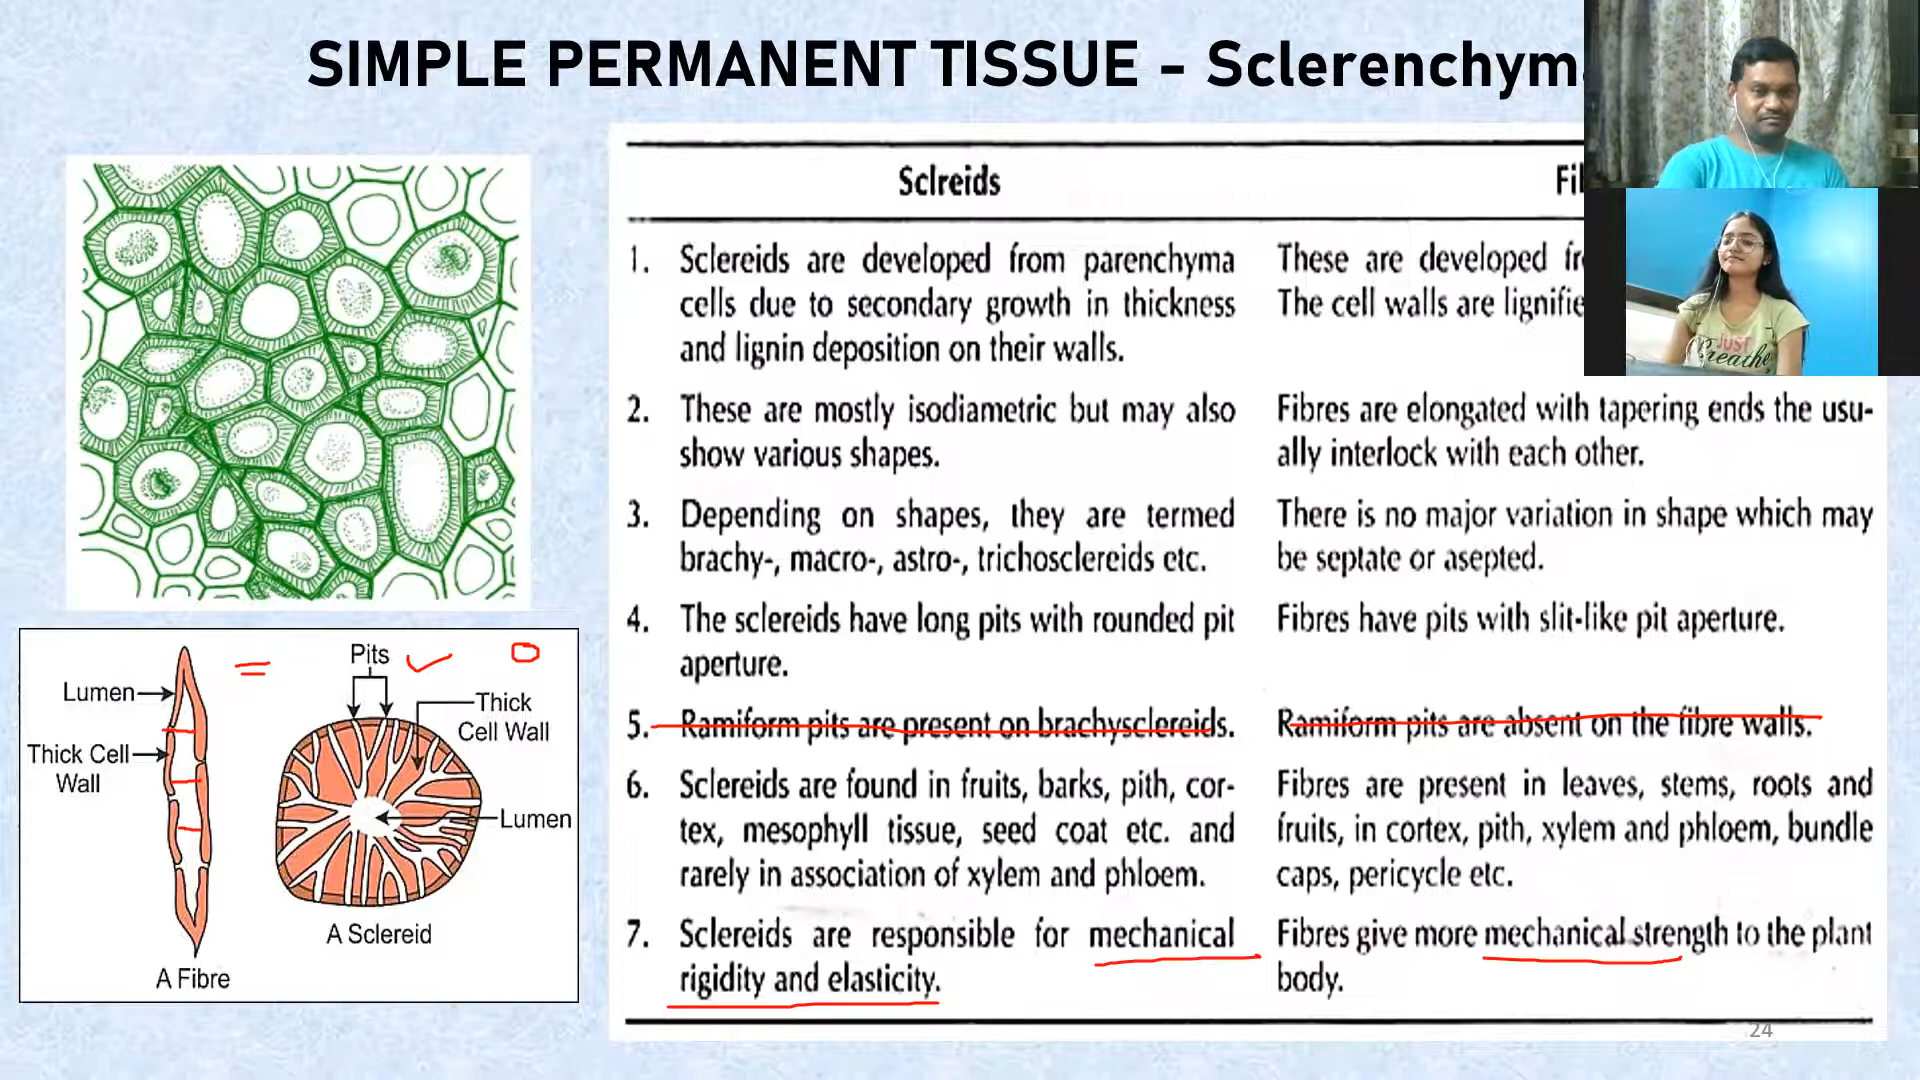 SIMPLE PERMANENT TISSUE - Sclerenchym
Sclreids
1. Sclereids are developed from parenchyma
cells due to secondary growth in thickness
and lignin deposition on their walls.
These are developed
The cell walls are
2. These are mostly isodiametric but may also
show various shapes.
Fibres are elongated with tapering ends the usu-
ally interlock with each other.
3. Depending on shapes, they are termed
brachy-, macro-, astro-, trichosclereids etc.
There is no major variation in shape which may
be septate or asepted.
4. The sclereids have long pits with rounded pit
aperture.
Fibres have pits with slit-like pit aperture.
5. Ramiform pits are present on brachysclereids.
Ramiform pits are absent on the fibre walls.
6. Sclereids are found in fruits, barks, pith, cor-
tex, mesophyll tissue, seed coat etc. and
rarely in association of xylem and phloem.
Fibres are present in leaves, stems, roots and
fruits, in cortex, pith, xylem and phloem, bundle
caps, pericycle etc.
7. Sclereids are responsible for mechanical
rigidity and elasticity.
Fibres give more mechanical strength to the plant
body.
Lumen
Thick Cell
Wall
A Fibre
Pits
Thick
Cell Wall
Lumen
A Sclereid
JUST
Breathe
24